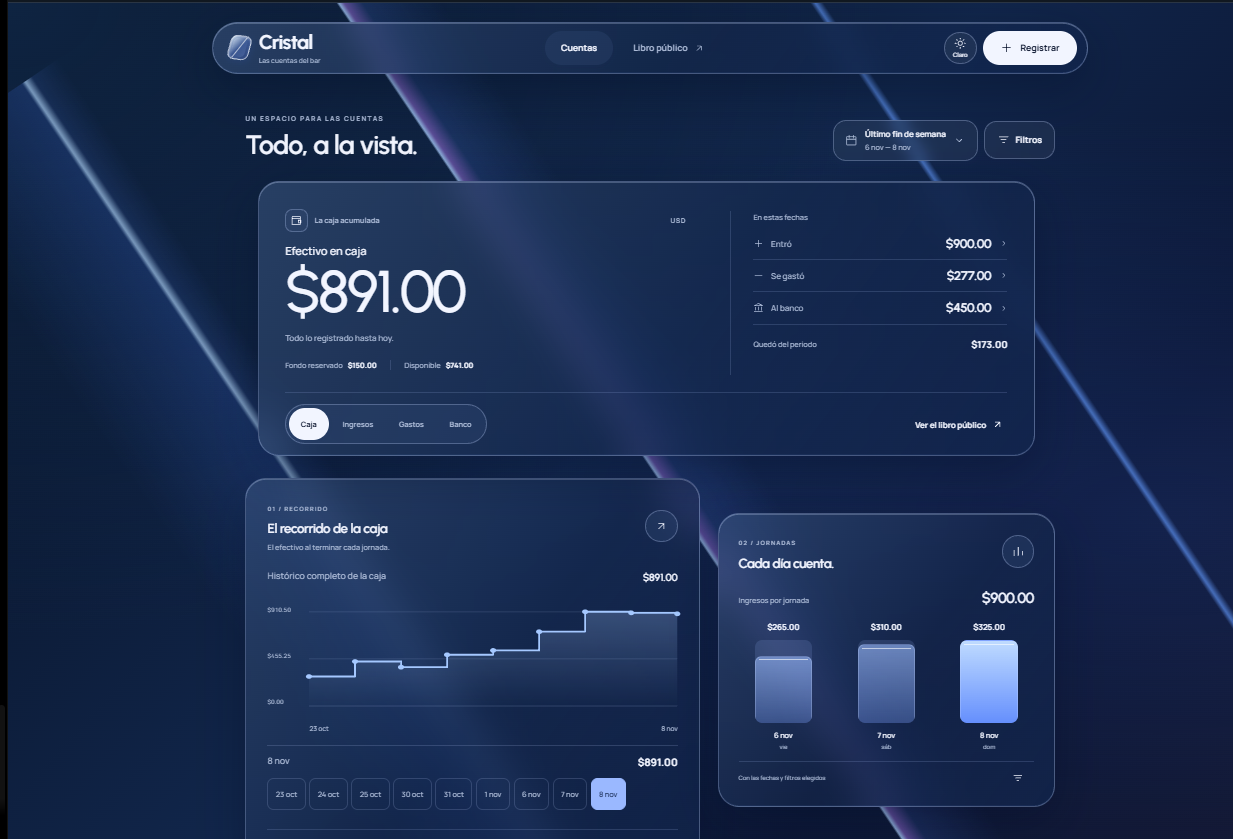 Cristal
Las cuentas del bar
Cuentas
Libro público
Claro
Registrar
UN ESPACIO PARA LAS CUENTAS
Todo, a la vista.
Último fin de semana
6 nov — 8 nov
Filtros
La caja acumulada
USD
Efectivo en caja
$891.00
Todo lo registrado hasta hoy.
Fondo reservado $150.00
Disponible $741.00
En estas fechas
Entró $900.00
Se gastó $277.00
Al banco $450.00
Quedó del periodo $173.00
Caja
Ingresos
Gastos
Banco
Ver el libro público
01 / RECORRIDO
El recorrido de la caja
El efectivo al terminar cada jornada.
Histórico completo de la caja $891.00
$910.50
$455.25
$0.00
23 oct
8 nov
8 nov $891.00
23 oct
24 oct
25 oct
30 oct
31 oct
1 nov
6 nov
7 nov
8 nov
02 / JORNADAS
Cada día cuenta.
Ingresos por jornada $900.00
$265.00
$310.00
$325.00
6 nov
7 nov
8 nov
vie
sáb
dom
Con las fechas y filtros elegidos